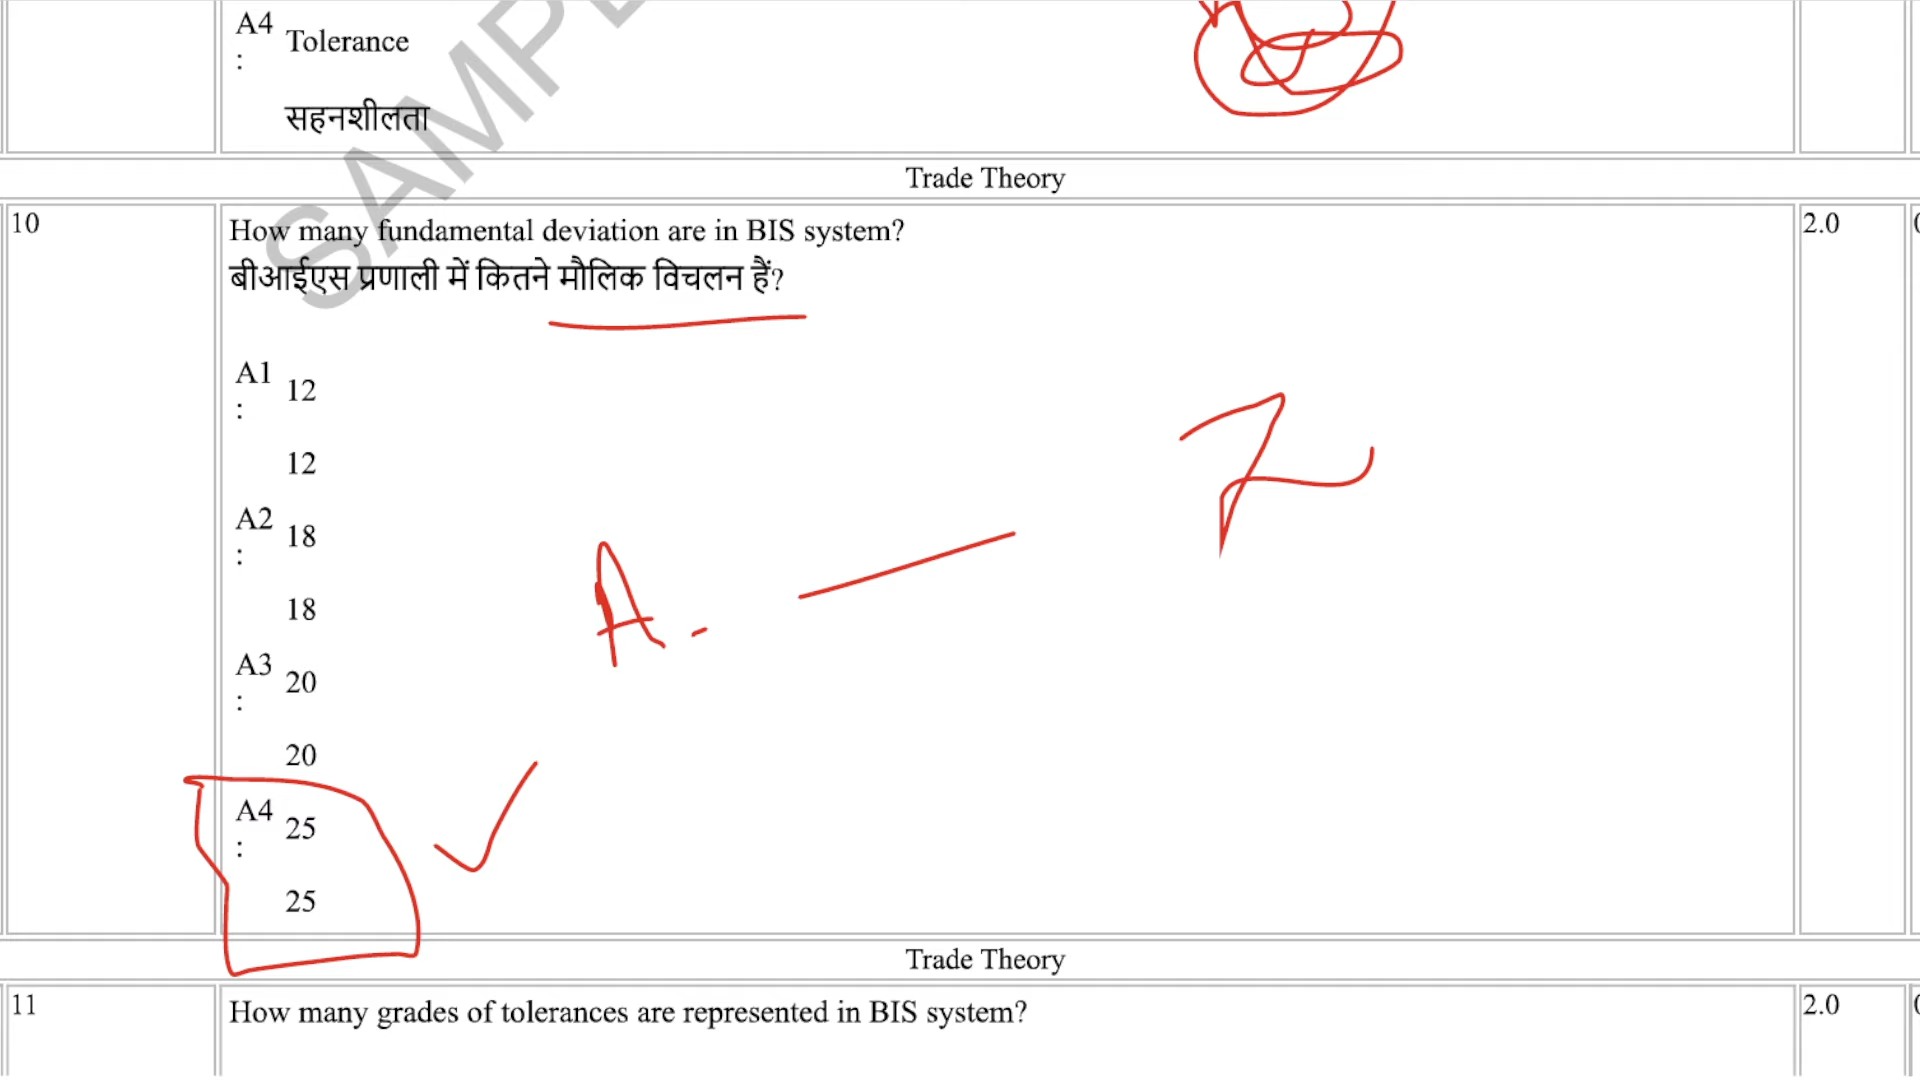 A4
:
Tolerance
सहनशीलता
SAMPL
Trade Theory
10
How many fundamental deviation are in BIS system?
2.0
बीआईएस प्रणाली में कितने मौलिक विचलन हैं?
A1
:
12
12
A2
:
18
18
A3
:
20
20
A4
:
25
25
A. — Z
Trade Theory
11
How many grades of tolerances are represented in BIS system?
2.0